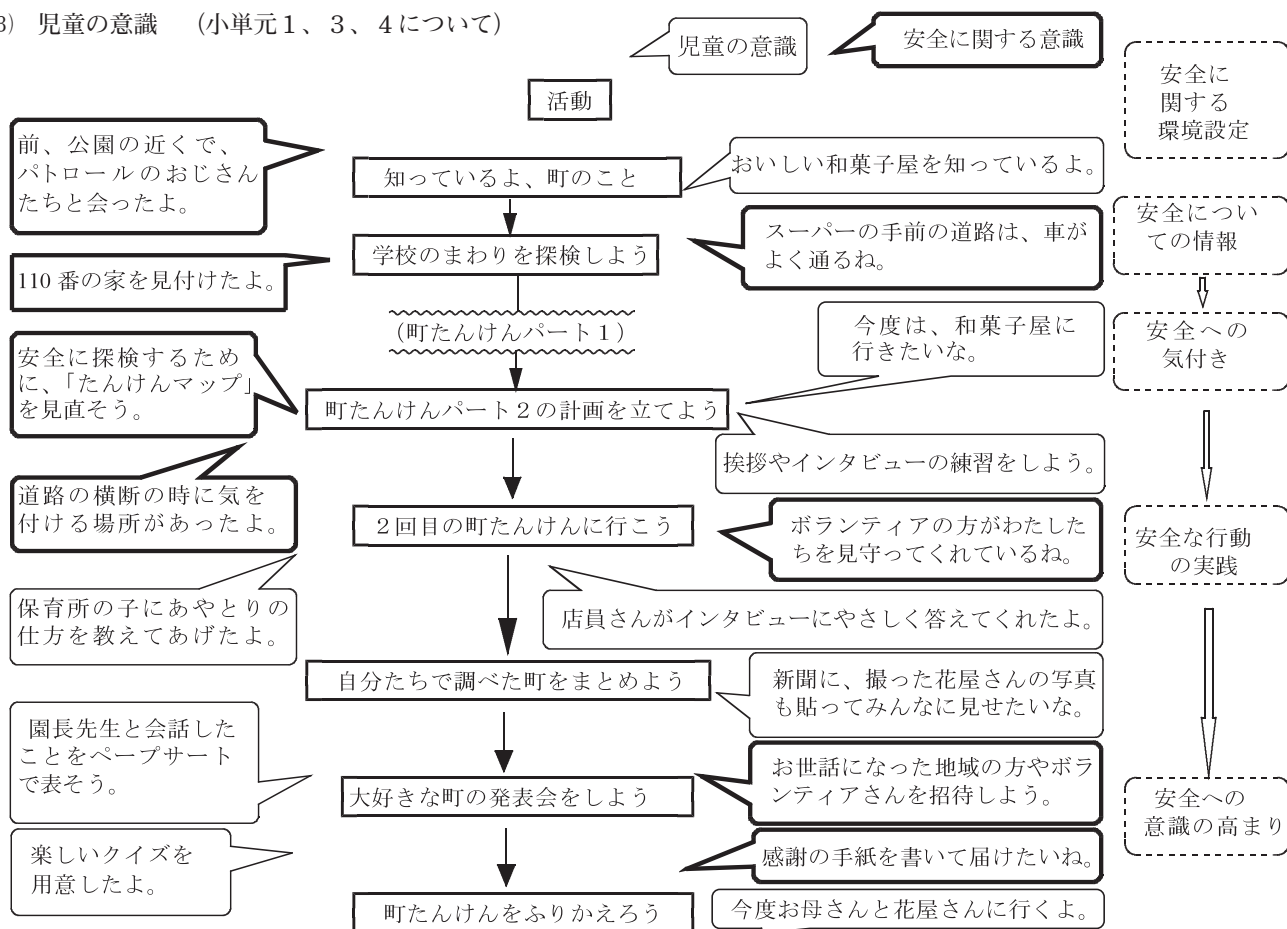 3) 児童の意識 (小単元１、３、４について)
児童の意識
安全に関する意識
安全に
関する
環境設定
活動
前、公園の近くで、
パトロールのおじさん
たちと会ったよ。
知っているよ、町のこと
おいしい和菓子屋を知っているよ。
学校のまわりを探検しよう
スーパーの手前の道路は、車が
よく通るね。
安全につい
ての情報
110 番の家を見付けたよ。
(町たんけんパート１)
今度は、和菓子屋に
行きたいな。
安全への
気付き
安全に探検するため
に、「たんけんマップ」
を見直そう。
町たんけんパート２の計画を立てよう
挨拶やインタビューの練習をしよう。
道路の横断の時に気を
付ける場所があったよ。
２回目の町たんけんに行こう
ボランティアの方がわたした
ちを見守ってくれているね。
安全な行動
の実践
保育所の子にあやとりの
仕方を教えてあげたよ。
店員さんがインタビューにやさしく答えてくれたよ。
自分たちで調べた町をまとめよう
新聞に、撮った花屋さんの写真
も貼ってみんなに見せたいな。
園長先生と会話した
ことをペープサート
で表そう。
大好きな町の発表会をしよう
お世話になった地域の方やボラ
ンティアさんを招待しよう。
安全への
意識の高まり
楽しいクイズを
用意したよ。
感謝の手紙を書いて届けたいね。
町たんけんをふりかえろう
今度お母さんと花屋さんに行くよ。